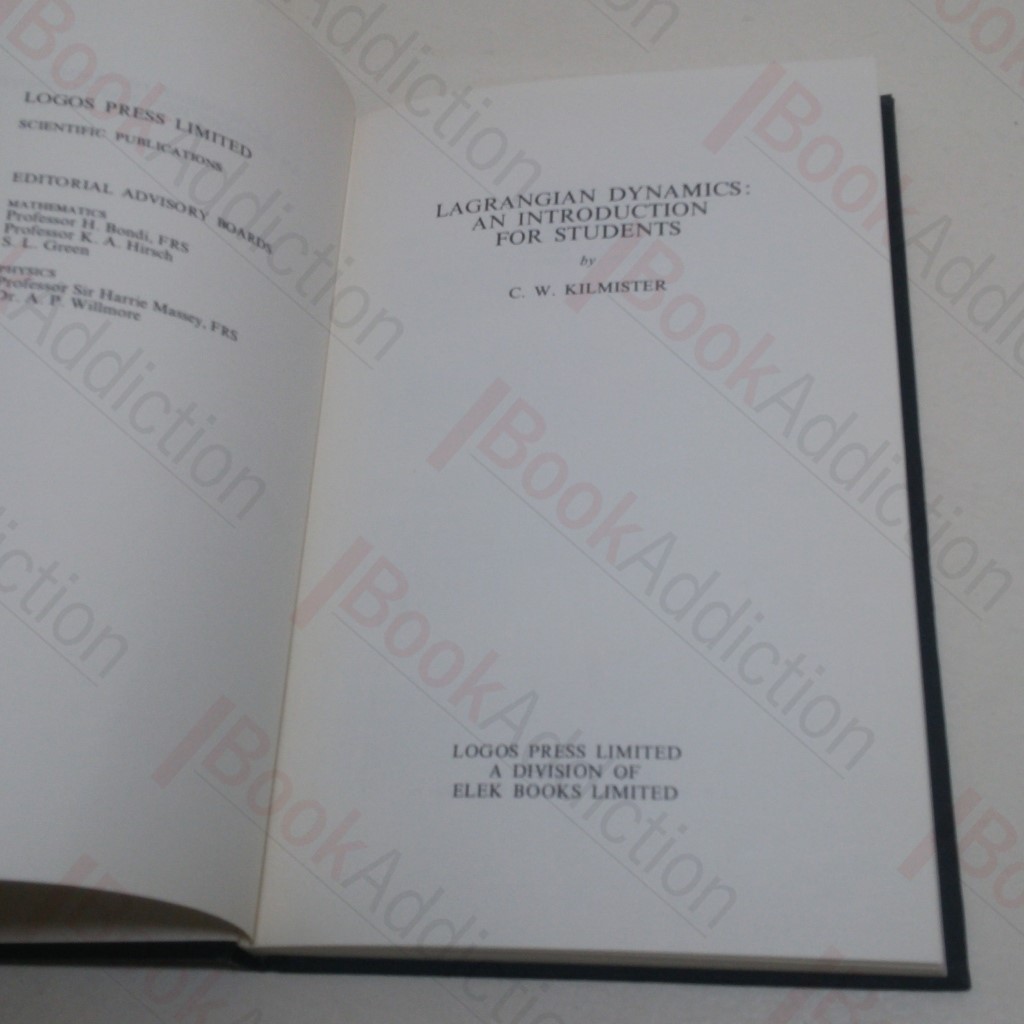 LOGOS PRESS LIMITED
SCIENTIFIC PUBLICATIONS
EDITORIAL ADVISORY BOARDS
MATHEMATICS
Professor H. Bondi, FRS
Professor K. A. Hirsch
S. L. Green
PHYSICS
Professor Sir Harrie Massey, FRS
Dr. A. P. Willmore
LAGRANGIAN DYNAMICS:
AN INTRODUCTION
FOR STUDENTS
by
C. W. KILMISTER
LOGOS PRESS LIMITED
A DIVISION OF
ELEK BOOKS LIMITED
BookAddiction